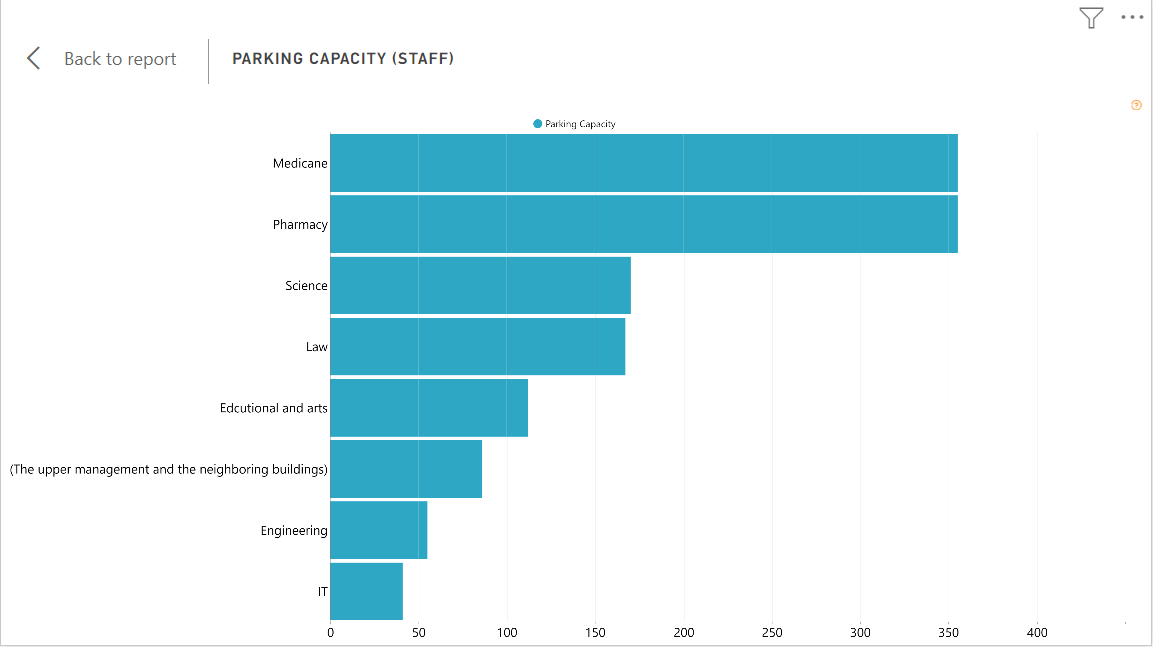 Back to report
PARKING CAPACITY (STAFF)
Parking Capacity
Medicane
Pharmacy
Science
Law
Edcutional and arts
(The upper management and the neighboring buildings)
Engineering
IT
0 50 100 150 200 250 300 350 400